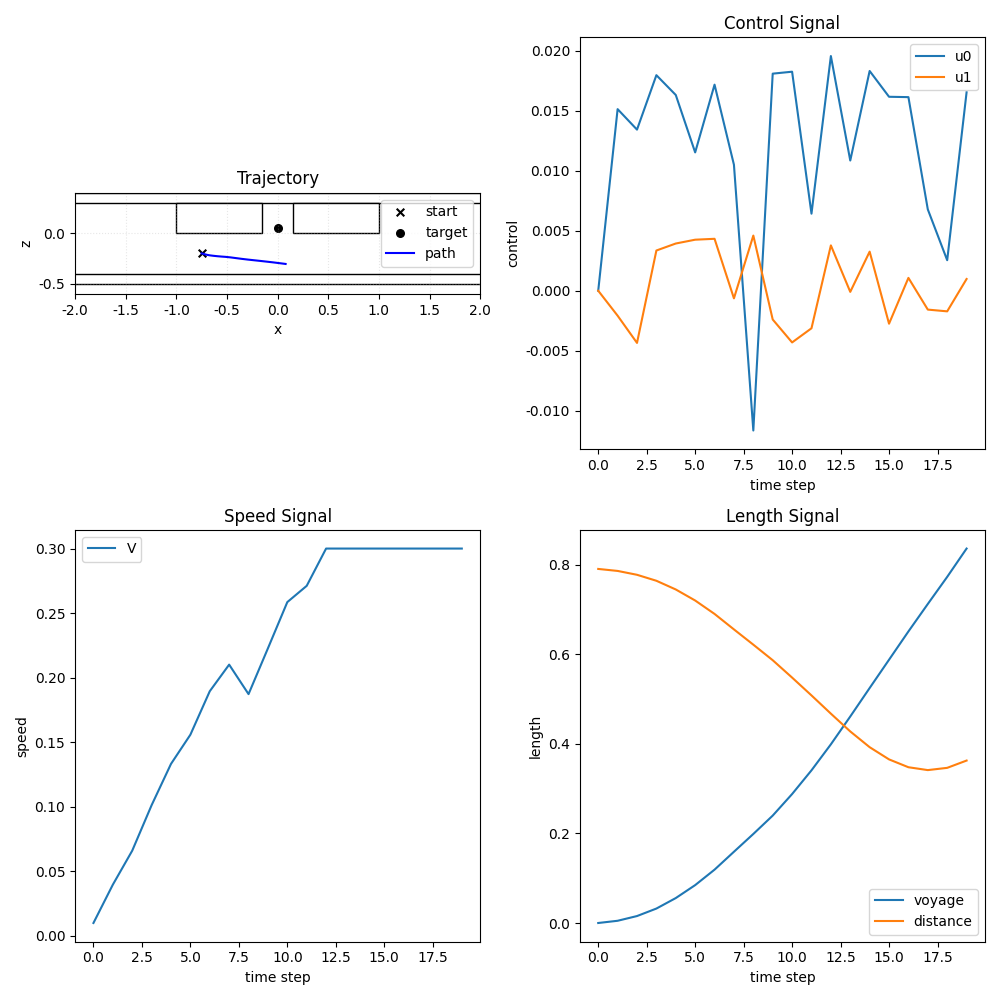 Trajectory
z
0.0
-0.5
start
target
path
-2.0 -1.5 -1.0 -0.5 0.0 0.5 1.0 1.5 2.0
x
Control Signal
control
0.020
0.015
0.010
0.005
0.000
-0.005
-0.010
u0
u1
0.0 2.5 5.0 7.5 10.0 12.5 15.0 17.5
time step
Speed Signal
speed
0.30
0.25
0.20
0.15
0.10
0.05
0.00
V
0.0 2.5 5.0 7.5 10.0 12.5 15.0 17.5
time step
Length Signal
length
0.8
0.6
0.4
0.2
0.0
voyage
distance
0.0 2.5 5.0 7.5 10.0 12.5 15.0 17.5
time step